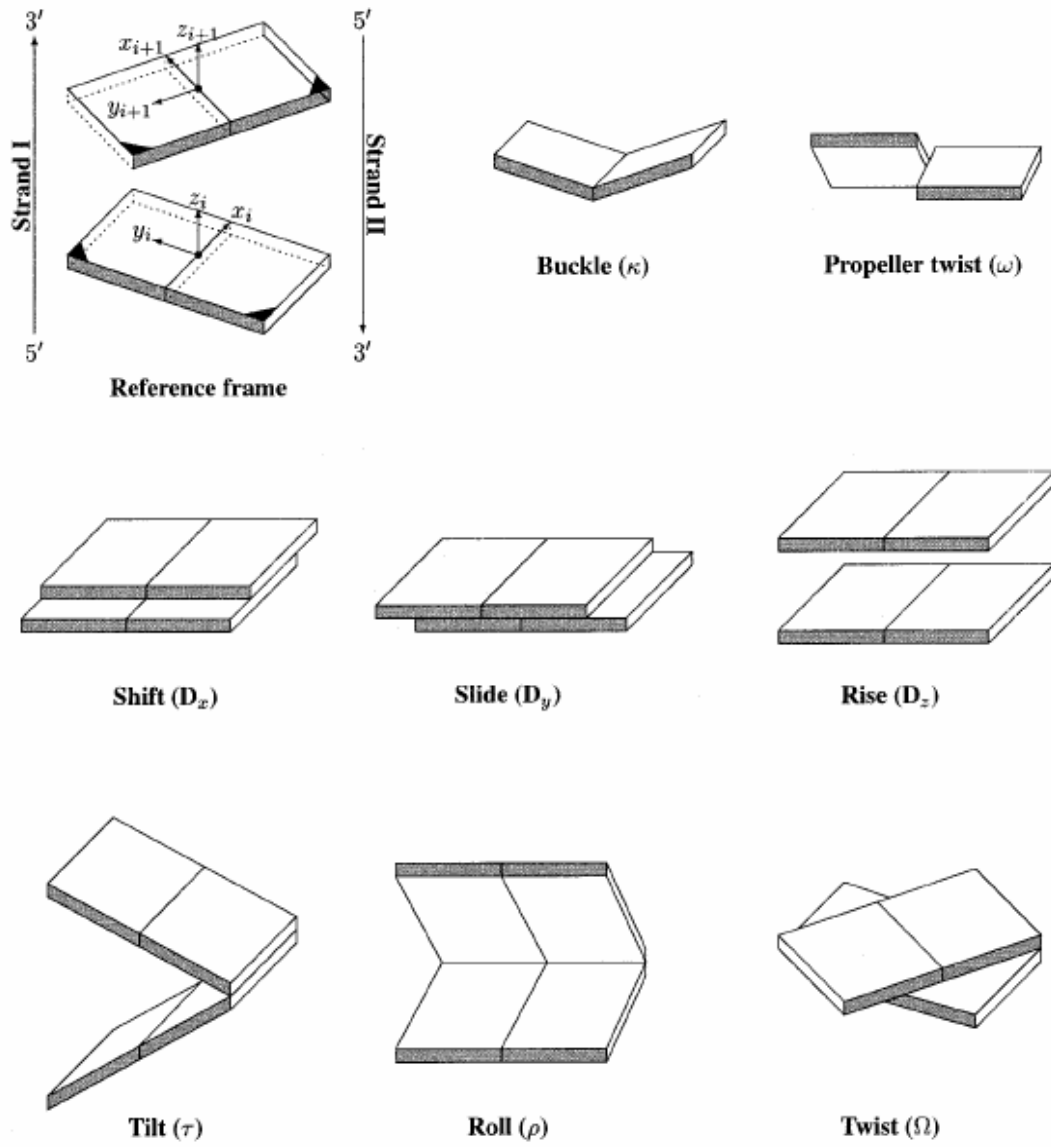 3′
5′
x_{i+1}
z_{i+1}
y_{i+1}
Strand I
Strand II
z_i
x_i
y_i
5′
3′
Reference frame
Buckle (κ)
Propeller twist (ω)
Shift (D_x)
Slide (D_y)
Rise (D_z)
Tilt (τ)
Roll (ρ)
Twist (Ω)